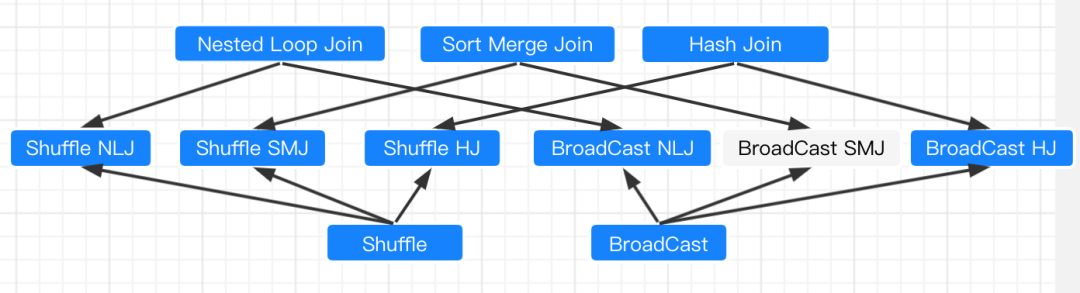 Nested Loop Join
Sort Merge Join
Hash Join
Shuffle NLJ
Shuffle SMJ
Shuffle HJ
BroadCast NLJ
BroadCast SMJ
BroadCast HJ
Shuffle
BroadCast